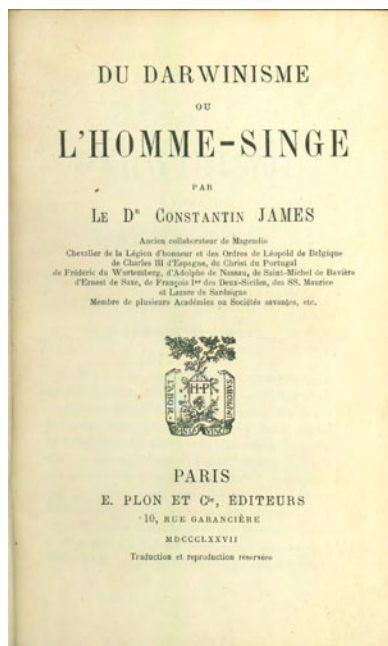 DU DARWINISME
OU
L'HOMME-SINGE
PAR
LE DR CONSTANTIN JAMES
Ancien collaborateur de Magendie
Chevalier de la Légion d'honneur et des Ordres de Léopold de Belgique
de Charles III d'Espagne, du Christ du Portugal
de Frédéric du Wurtemberg, d'Adolphe de Nassau, de Saint-Michel de Bavière
d'Ernest de Saxe, de François Ier des Deux-Siciles, des SS. Maurice
et Lazare de Sardaigne
Membre de plusieurs Académies ou Sociétés savantes, etc.
LABOR
H·P
IMPROBUS
PARIS
E. PLON ET Cie, ÉDITEURS
10, RUE GARANCIÈRE
MDCCCLXXVII
Traduction et reproduction réservées